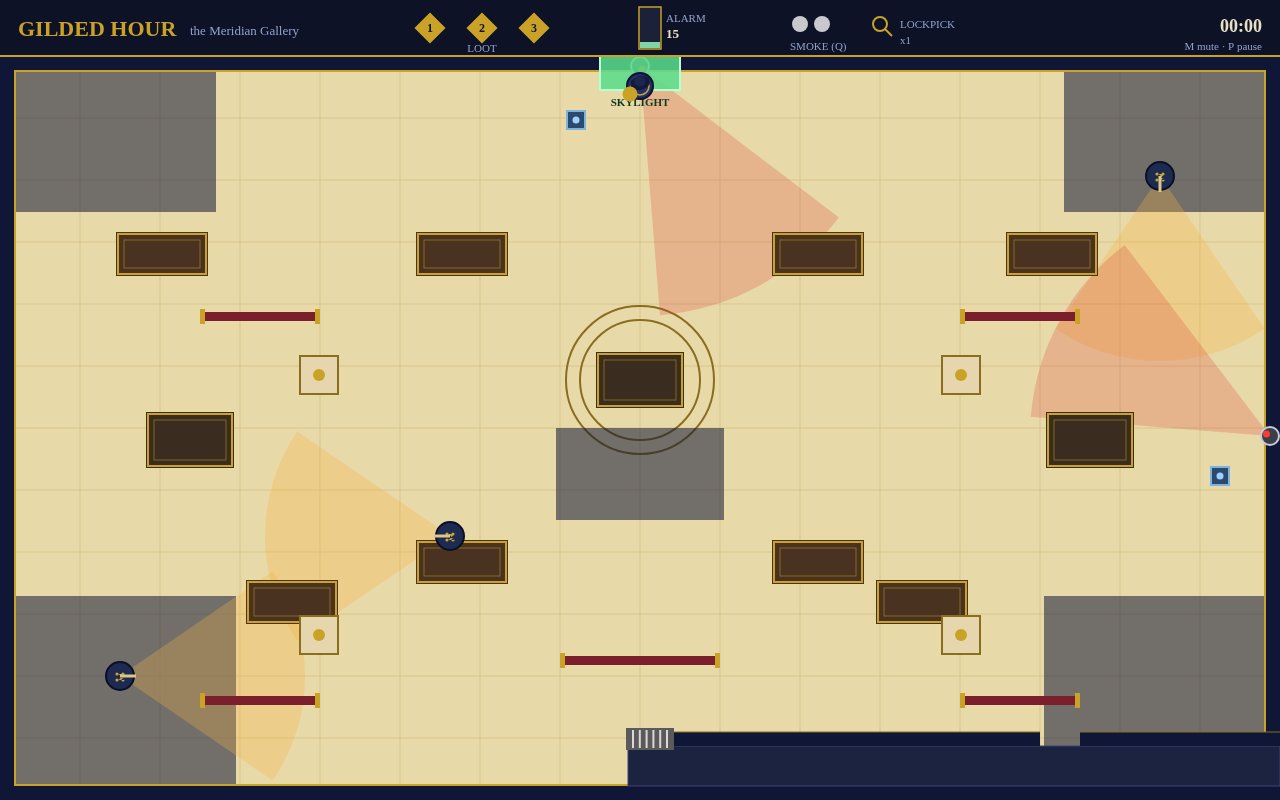 GILDED HOUR the Meridian Gallery
1 2 3
LOOT
ALARM
15
SMOKE (Q)
LOCKPICK
x1
00:00
M mute · P pause
SKYLIGHT